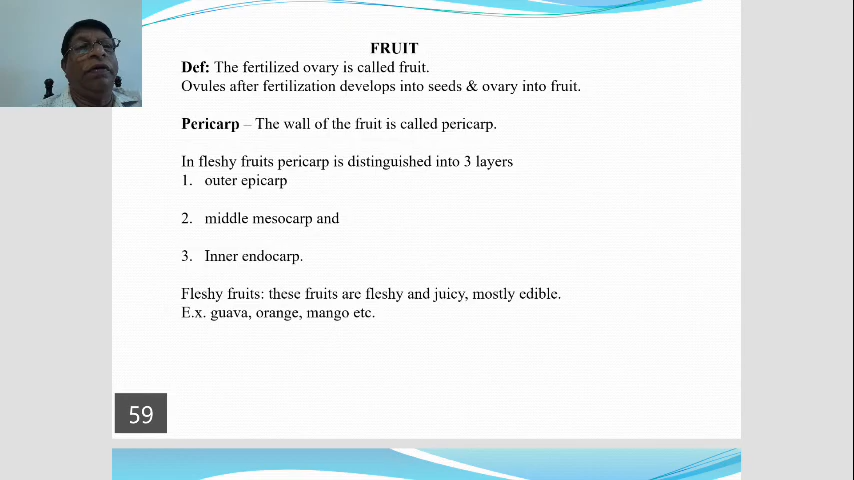 FRUIT
Def: The fertilized ovary is called fruit.
Ovules after fertilization develops into seeds & ovary into fruit.
Pericarp – The wall of the fruit is called pericarp.
In fleshy fruits pericarp is distinguished into 3 layers
1. outer epicarp
2. middle mesocarp and
3. Inner endocarp.
Fleshy fruits: these fruits are fleshy and juicy, mostly edible.
E.x. guava, orange, mango etc.
59